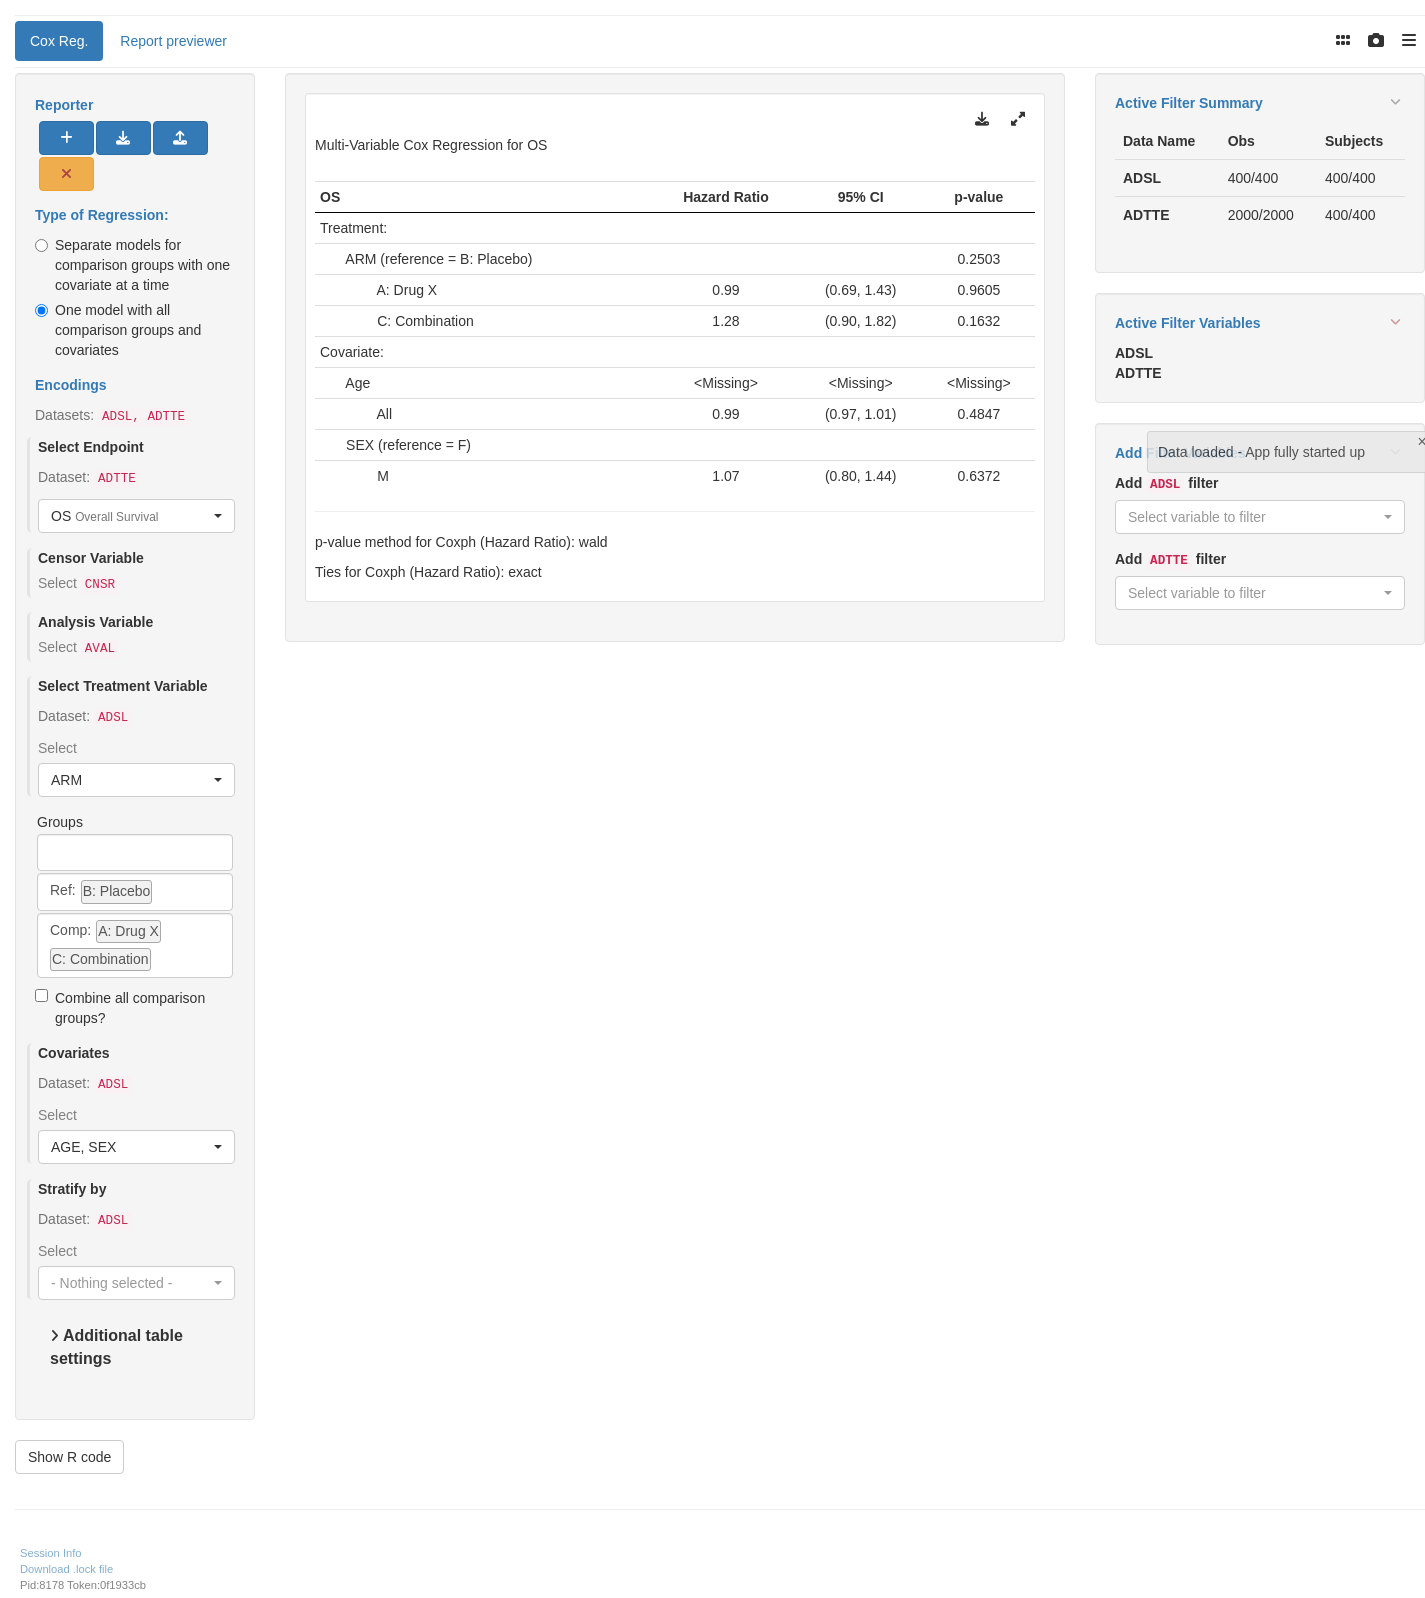 Cox Reg.
Report previewer
Reporter
Type of Regression:
Separate models for
comparison groups with one
covariate at a time
One model with all
comparison groups and
covariates
Encodings
Datasets: ADSL, ADTTE
Select Endpoint
Dataset: ADTTE
OS Overall Survival
Censor Variable
Select CNSR
Analysis Variable
Select AVAL
Select Treatment Variable
Dataset: ADSL
Select
ARM
Groups
Ref: B: Placebo
Comp: A: Drug X
C: Combination
Combine all comparison
groups?
Covariates
Dataset: ADSL
Select
AGE, SEX
Stratify by
Dataset: ADSL
Select
- Nothing selected -
Additional table
settings
Show R code
Multi-Variable Cox Regression for OS
OS Hazard Ratio 95% CI p-value
Treatment:
ARM (reference = B: Placebo) 0.2503
A: Drug X 0.99 (0.69, 1.43) 0.9605
C: Combination 1.28 (0.90, 1.82) 0.1632
Covariate:
Age <Missing> <Missing> <Missing>
All 0.99 (0.97, 1.01) 0.4847
SEX (reference = F)
M 1.07 (0.80, 1.44) 0.6372
p-value method for Coxph (Hazard Ratio): wald
Ties for Coxph (Hazard Ratio): exact
Active Filter Summary
Data Name Obs Subjects
ADSL 400/400 400/400
ADTTE 2000/2000 400/400
Active Filter Variables
ADSL
ADTTE
Add
Data loaded - App fully started up
Add ADSL filter
Select variable to filter
Add ADTTE filter
Select variable to filter
Session Info
Download .lock file
Pid:8178 Token:0f1933cb